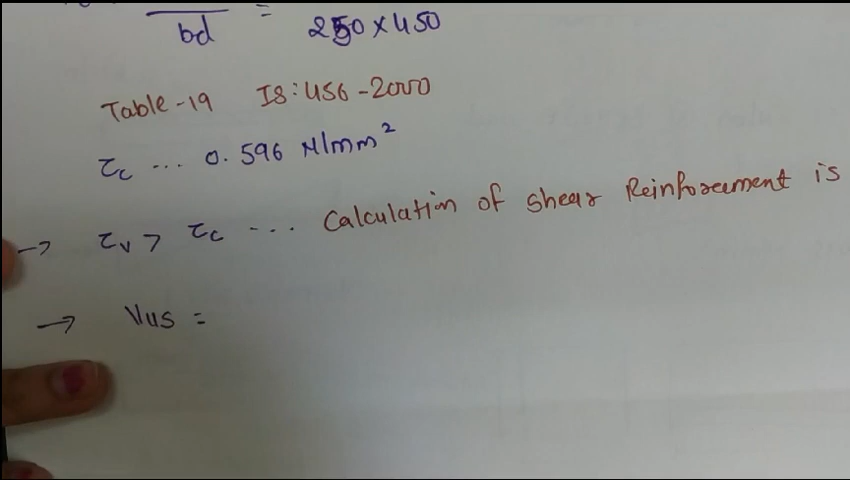 bd = 250 × 450
Table-19 IS:456-2000
τc ... 0.596 N/mm²
→ τv > τc ... Calculation of Shear Reinforcement is
→ Vus =